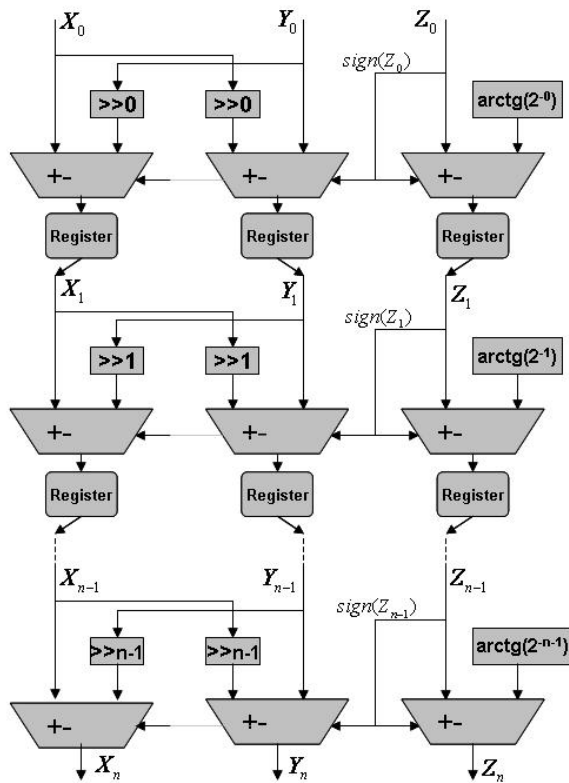 X₀ Y₀ Z₀
sign(Z₀)
>>0 >>0 arctg(2⁻⁰)
+- +- +-
Register Register Register
X₁ Y₁ Z₁
sign(Z₁)
>>1 >>1 arctg(2⁻¹)
+- +- +-
Register Register Register
Xₙ₋₁ Yₙ₋₁ Zₙ₋₁
sign(Zₙ₋₁)
>>n-1 >>n-1 arctg(2⁻ⁿ⁻¹)
+- +- +-
Xₙ Yₙ Zₙ